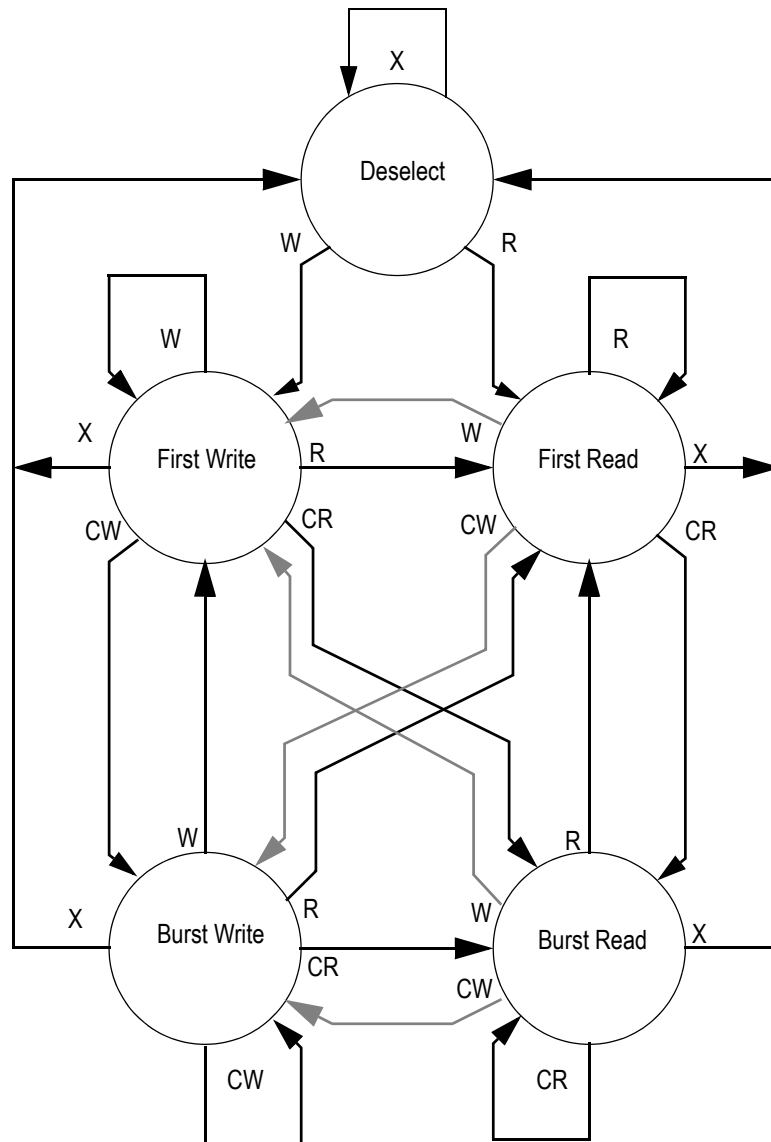 X
Deselect
W
R
W
R
X
W
First Write
R
First Read
X
CW
CR
CW
CR
W
R
X
R
W
Burst Write
Burst Read
X
CR
CW
CW
CR